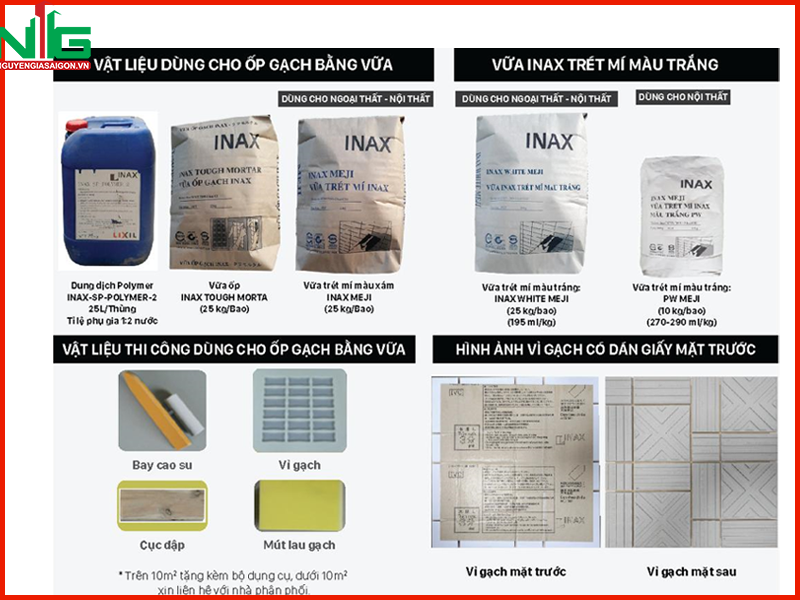 NTG
NGUYENGIASAIGON.VN
VẬT LIỆU DÙNG CHO ỐP GẠCH BẰNG VỮA
VỮA INAX TRÉT MÍ MÀU TRẮNG
DÙNG CHO NGOẠI THẤT - NỘI THẤT
DÙNG CHO NGOẠI THẤT - NỘI THẤT
DÙNG CHO NỘI THẤT
INAX
LIXIL
INAX
INAX TOUGH MORTAR
VỮA ỐP GẠCH INAX
INAX
INAX MEJI
VỮA TRÉT MÍ INAX
INAX
INAX WHITE MEJI
VỮA INAX TRÉT MÍ MÀU TRẮNG
INAX
INAX MEJI
VỮA TRÉT MÍ INAX
MÀU TRẮNG PW
Dung dịch Polymer
INAX-SP-POLYMER-2
25L/Thùng
Tỉ lệ phụ gia 1:2 nước
Vữa ốp
INAX TOUGH MORTA
(25 kg/Bao)
Vữa trét mí màu xám
INAX MEJI
(25 kg/Bao)
Vữa trét mí màu trắng:
INAX WHITE MEJI
(25 kg/bao)
(195 ml/kg)
Vữa trét mí màu trắng:
PW MEJI
(10 kg/bao)
(270-290 ml/kg)
VẬT LIỆU THI CÔNG DÙNG CHO ỐP GẠCH BẰNG VỮA
HÌNH ẢNH VỈ GẠCH CÓ DÁN GIẤY MẶT TRƯỚC
Bay cao su
Vỉ gạch
Cục dập
Mút lau gạch
INAX
INAX
Vỉ gạch mặt trước
Vỉ gạch mặt sau
*Trên 10m² tặng kèm bộ dụng cụ, dưới 10m²
xin liên hệ với nhà phân phối.